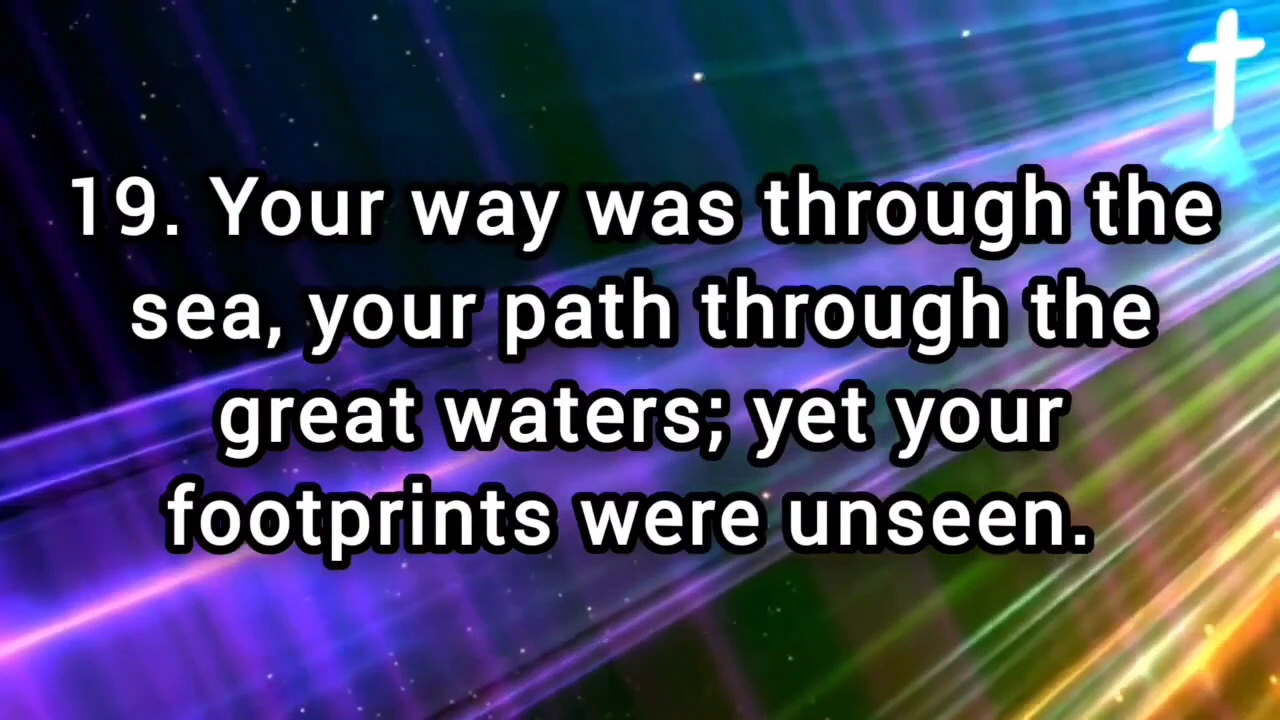 19. Your way was through the
sea, your path through the
great waters; yet your
footprints were unseen.